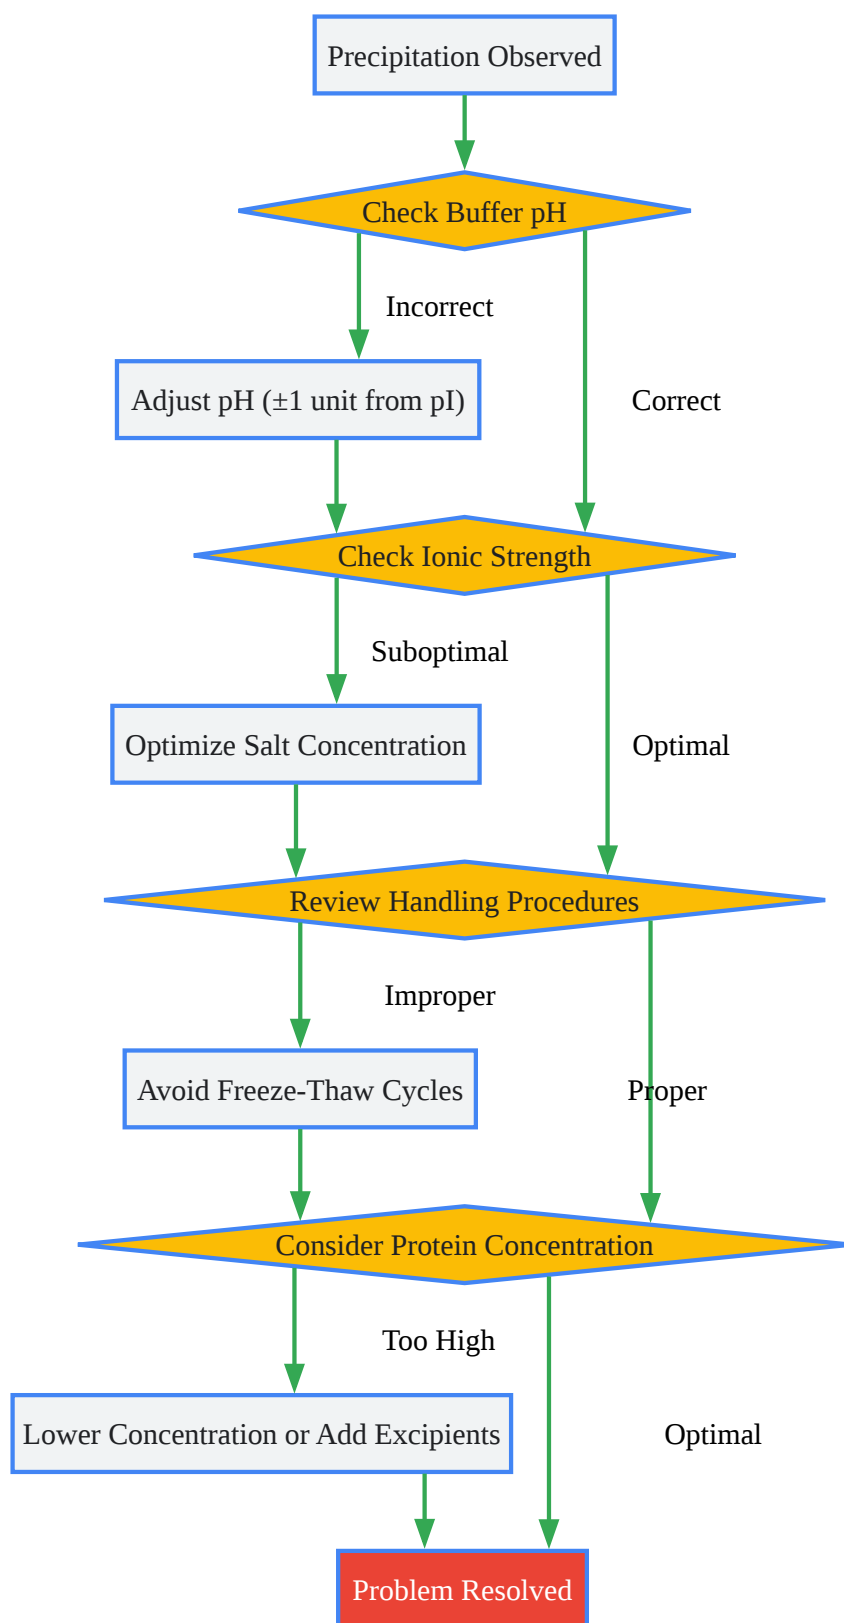 Precipitation Observed
Check Buffer pH
Incorrect
Adjust pH (±1 unit from pI)
Correct
Check Ionic Strength
Suboptimal
Optimize Salt Concentration
Optimal
Review Handling Procedures
Improper
Avoid Freeze-Thaw Cycles
Proper
Consider Protein Concentration
Too High
Lower Concentration or Add Excipients
Optimal
Problem Resolved